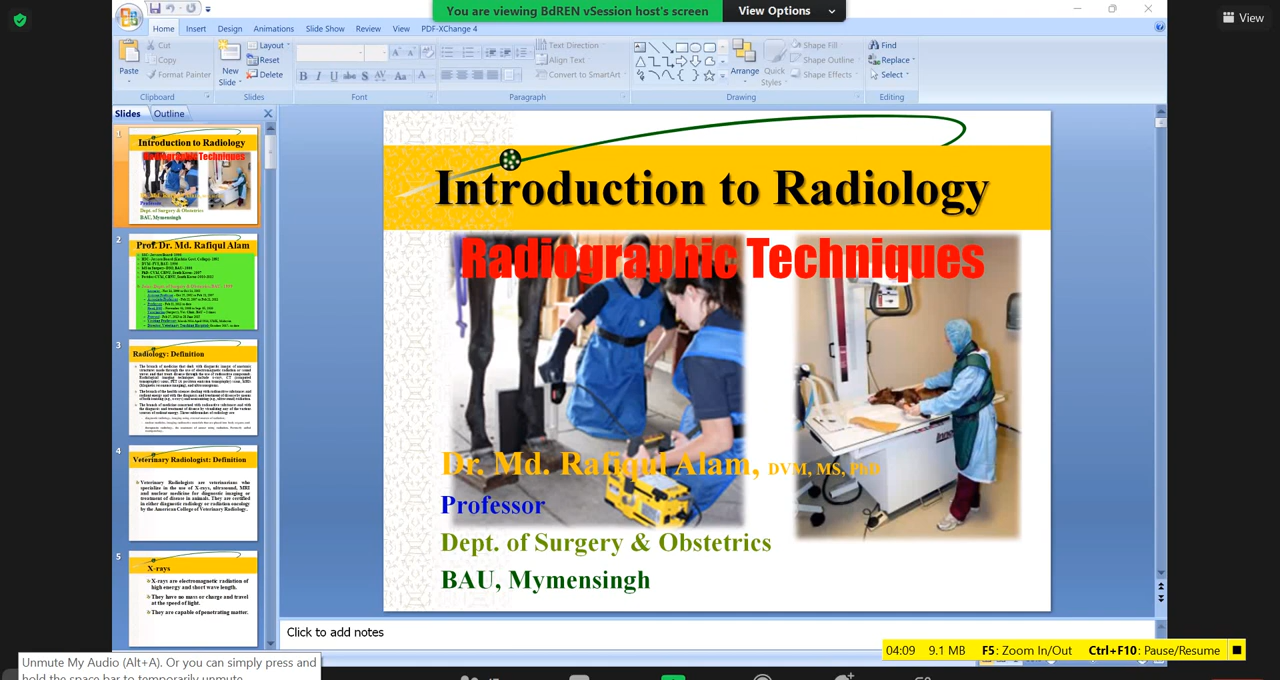 You are viewing BdREN vSession host's screen
View Options
View
Home Insert Design Animations Slide Show Review View PDF-XChange 4
Paste
Cut
Copy
Format Painter
Clipboard
New Slide
Layout
Reset
Delete
Slides
Font
Text Direction
Align Text
Convert to SmartArt
Paragraph
Arrange
Quick Styles
Shape Fill
Shape Outline
Shape Effects
Drawing
Find
Replace
Select
Editing
Slides Outline
1
Introduction to Radiology
Radiographic Techniques
Professor
Dept. of Surgery & Obstetrics
BAU, Mymensingh
2
Prof. Dr. Md. Rafiqul Alam
3
Radiology: Definition
4
Veterinary Radiologist: Definition
Veterinary Radiologists are veterinarians who
specialize in the use of X-rays, ultrasound, MRI
and nuclear medicine for diagnostic imaging or
treatment of disease in animals. They are certified
in either diagnostic radiology or radiation oncology
by the American College of Veterinary Radiology.
5
X-rays
X-rays are electromagnetic radiation of
high energy and short wave length.
They have no mass or charge and travel
at the speed of light.
They are capable of penetrating matter.
Introduction to Radiology
Radiographic Techniques
Dr. Md. Rafiqul Alam, DVM, MS, PhD
Professor
Dept. of Surgery & Obstetrics
BAU, Mymensingh
Click to add notes
04:09 9.1 MB F5: Zoom In/Out Ctrl+F10: Pause/Resume
Unmute My Audio (Alt+A). Or you can simply press and
hold the space bar to temporarily unmute.